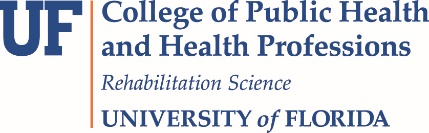 UF
College of Public Health
and Health Professions
Rehabilitation Science
UNIVERSITY of FLORIDA